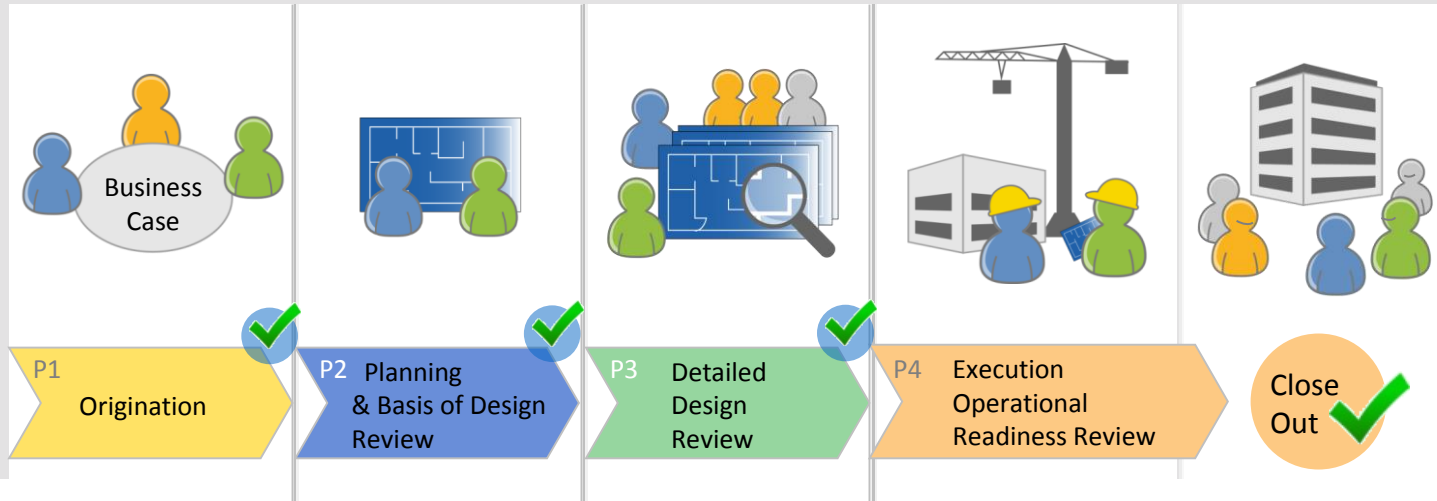 Business
Case
P1
Origination
P2 Planning
& Basis of Design
Review
P3 Detailed
Design
Review
P4 Execution
Operational
Readiness Review
Close
Out